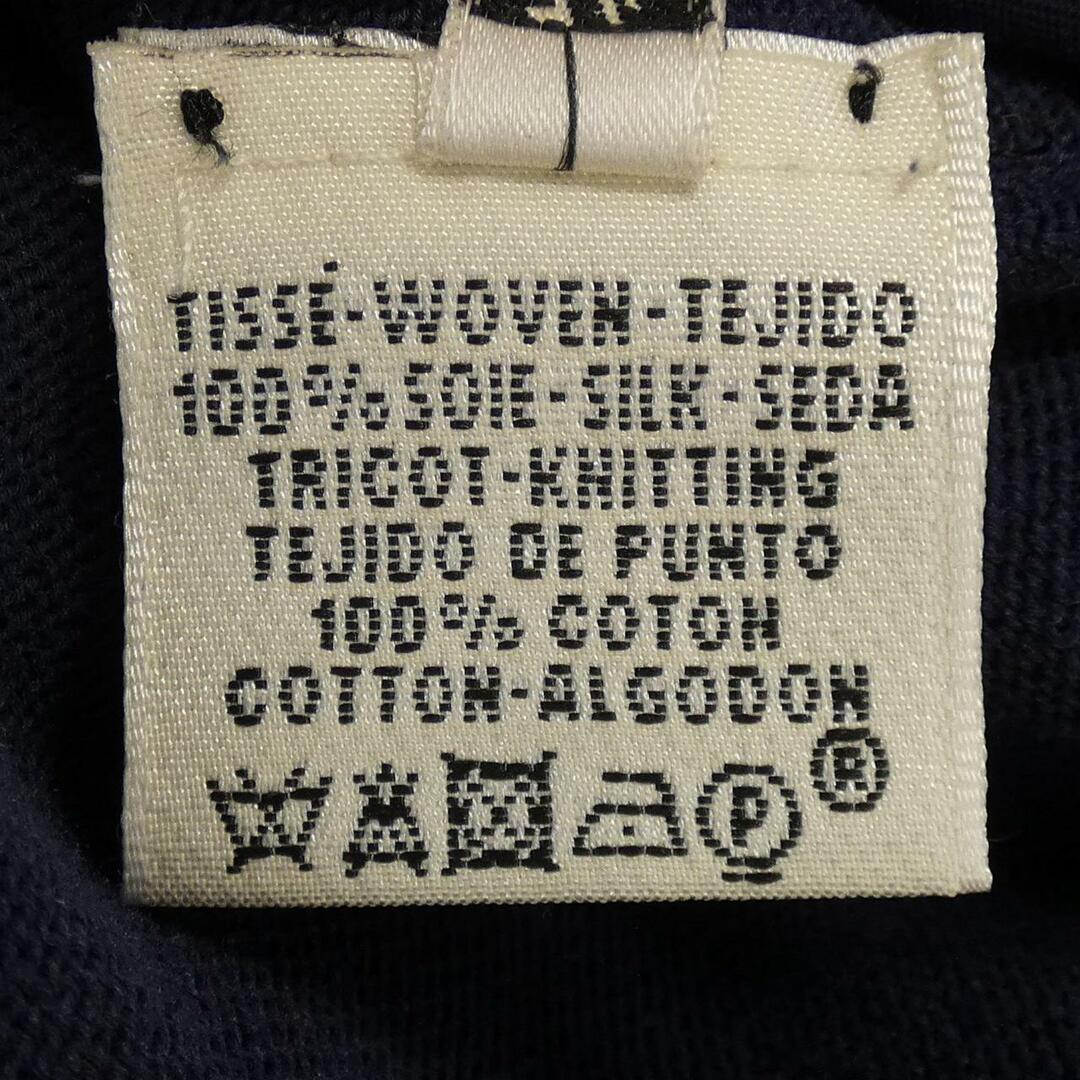 TISSÉ-WOVEN-TEJIDO
100% SOIE-SILK-SEDA
TRICOT-KNITTING
TEJIDO DE PUNTO
100% COTON
COTTON-ALGODON
®
P